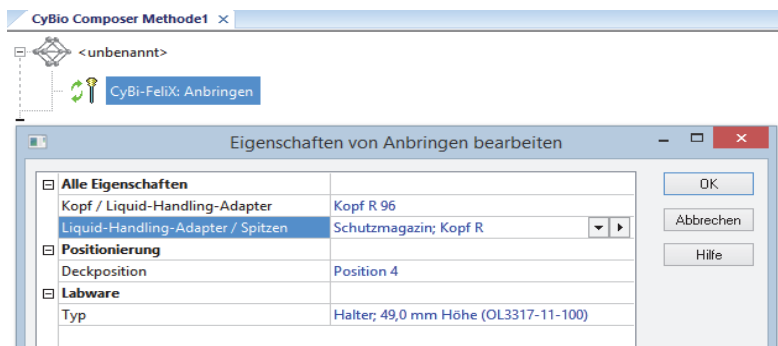 CyBio Composer Methode1
<unbenannt>
CyBi-FeliX: Anbringen
Eigenschaften von Anbringen bearbeiten
Alle Eigenschaften
Kopf / Liquid-Handling-Adapter Kopf R 96
Liquid-Handling-Adapter / Spitzen Schutzmagazin; Kopf R
Positionierung
Deckposition Position 4
Labware
Typ Halter; 49,0 mm Höhe (OL3317-11-100)
OK
Abbrechen
Hilfe